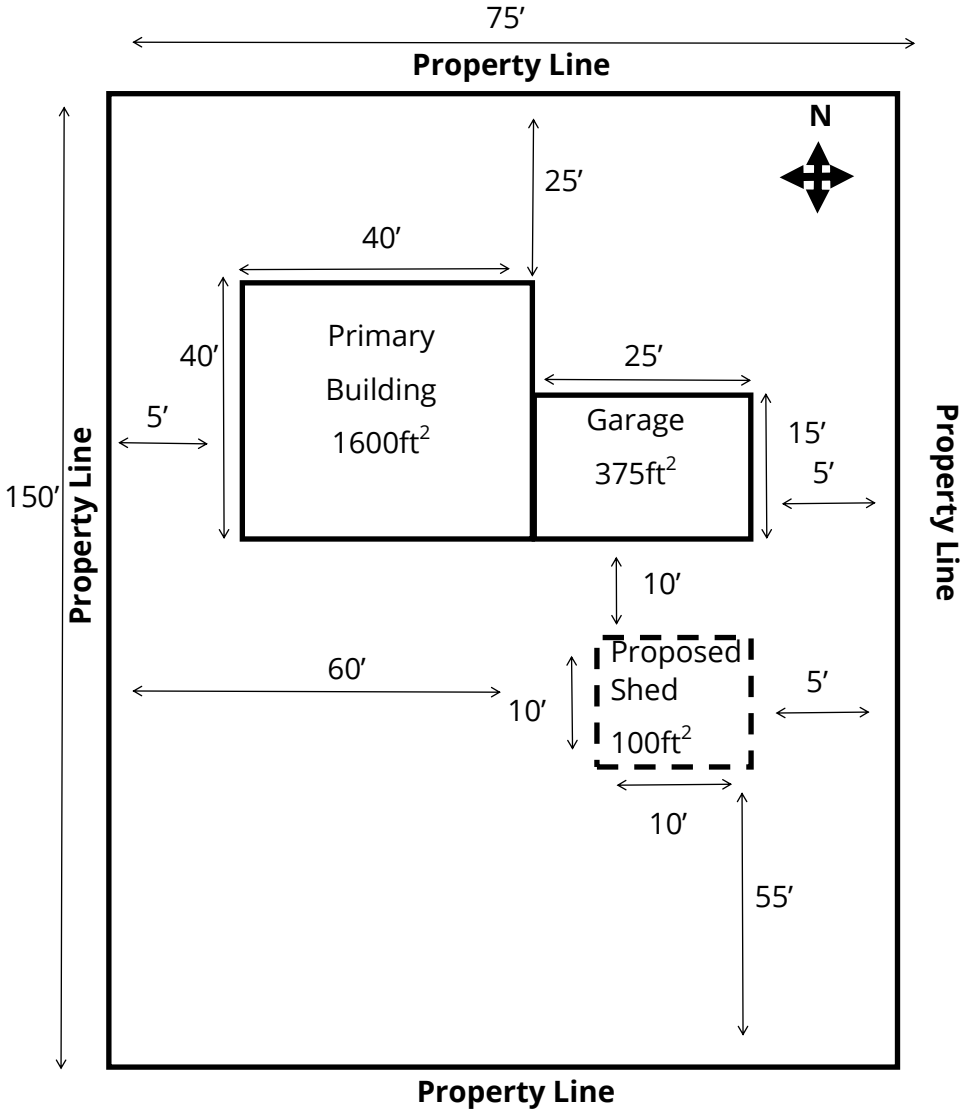 75’
Property Line
N
25’
40’
Primary
Building
1600ft²
40’
25’
Garage
375ft²
15’
5’
5’
Property Line
150’
Property Line
10’
Proposed
Shed
100ft²
60’
10’
5’
10’
55’
Property Line